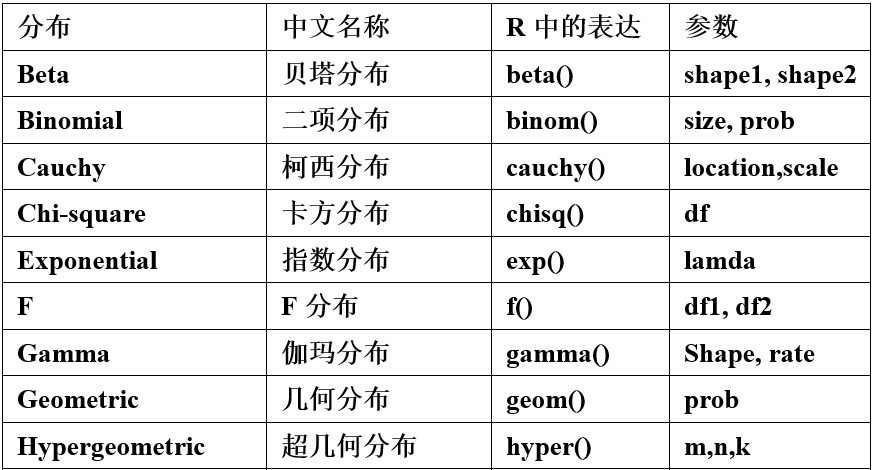 分布 中文名称 R 中的表达 参数
Beta 贝塔分布 beta() shape1, shape2
Binomial 二项分布 binom() size, prob
Cauchy 柯西分布 cauchy() location,scale
Chi-square 卡方分布 chisq() df
Exponential 指数分布 exp() lamda
F F 分布 f() df1, df2
Gamma 伽玛分布 gamma() Shape, rate
Geometric 几何分布 geom() prob
Hypergeometric 超几何分布 hyper() m,n,k